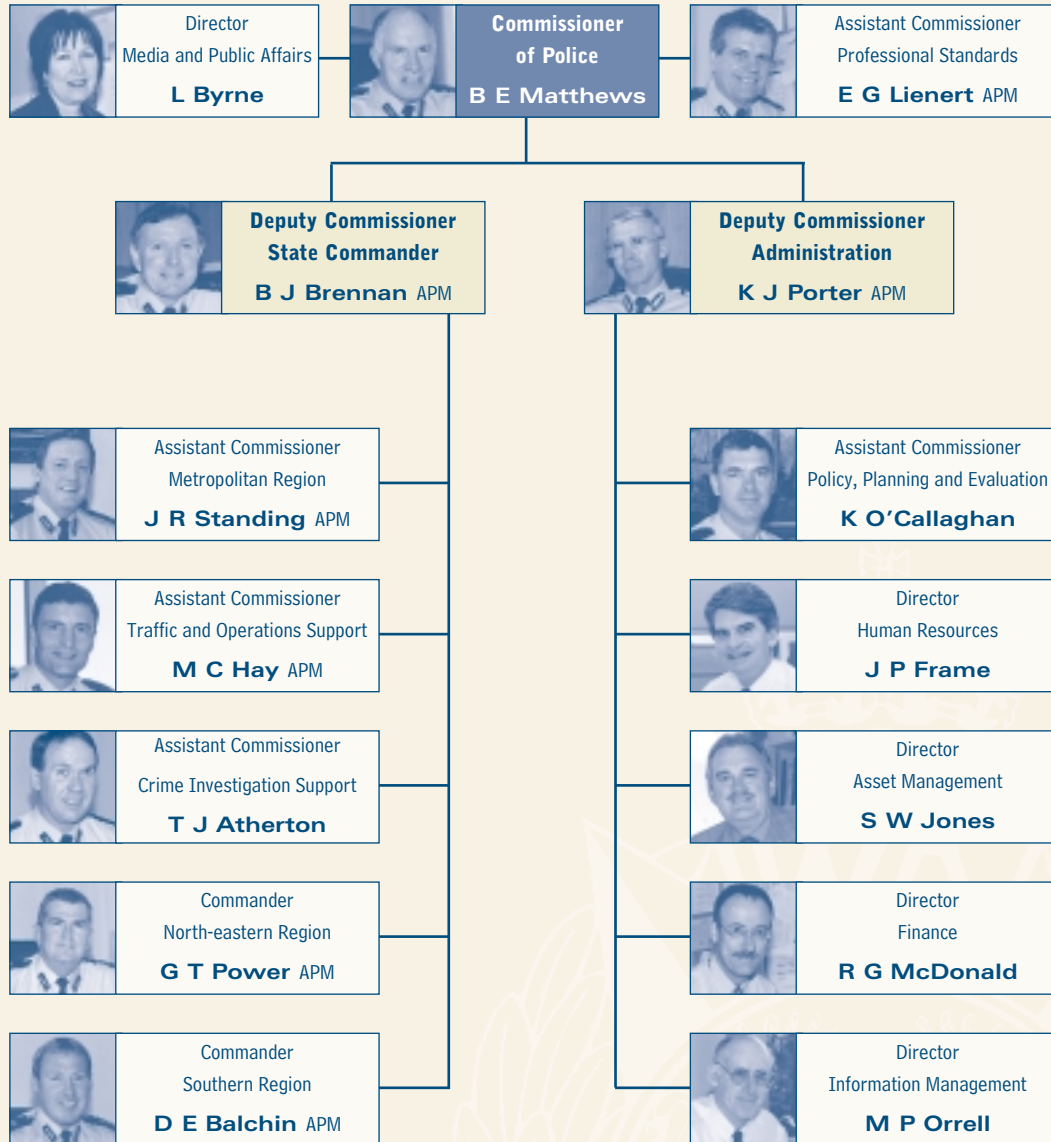 Director
Media and Public Affairs
L Byrne
Commissioner
of Police
B E Matthews
Assistant Commissioner
Professional Standards
E G Lienert APM
Deputy Commissioner
State Commander
B J Brennan APM
Deputy Commissioner
Administration
K J Porter APM
Assistant Commissioner
Metropolitan Region
J R Standing APM
Assistant Commissioner
Policy, Planning and Evaluation
K O’Callaghan
Assistant Commissioner
Traffic and Operations Support
M C Hay APM
Director
Human Resources
J P Frame
Assistant Commissioner
Crime Investigation Support
T J Atherton
Director
Asset Management
S W Jones
Commander
North-eastern Region
G T Power APM
Director
Finance
R G McDonald
Commander
Southern Region
D E Balchin APM
Director
Information Management
M P Orrell